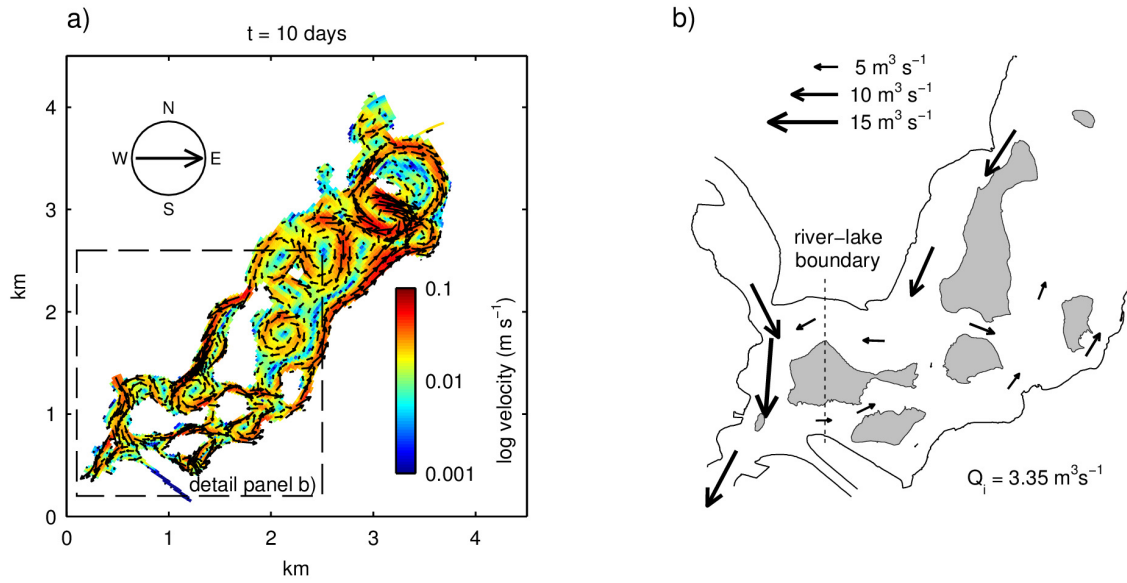 a)
t = 10 days
4
3
2
1
0
km
0
1
2
3
4
km
N
W
E
S
0.1
0.01
0.001
log velocity (m s⁻¹)
detail panel b)
b)
5 m³ s⁻¹
10 m³ s⁻¹
15 m³ s⁻¹
river–lake
boundary
Qᵢ = 3.35 m³s⁻¹